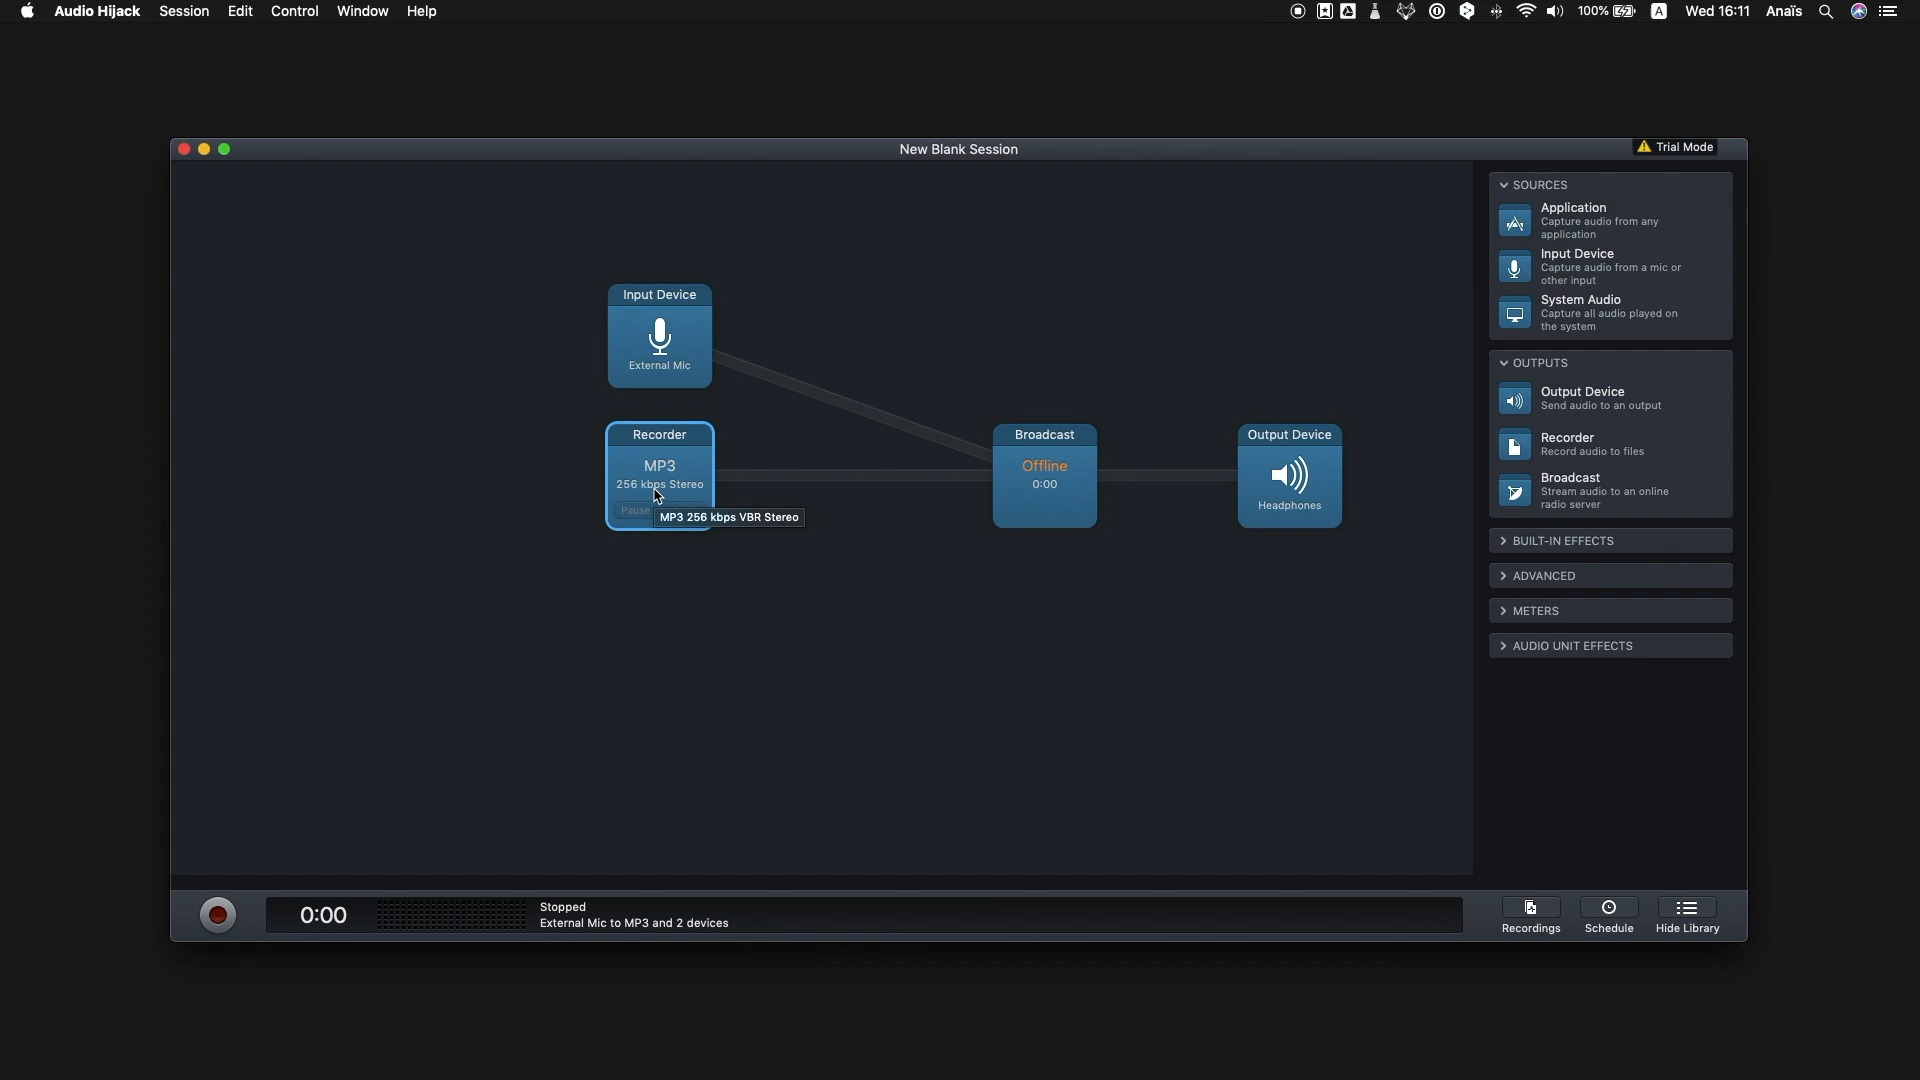 Audio Hijack Session Edit Control Window Help
100% A Wed 16:11 Anaïs
New Blank Session
Trial Mode
Input Device
External Mic
Recorder
MP3
256 kbps Stereo
Pause
MP3 256 kbps VBR Stereo
Broadcast
Offline
0:00
Output Device
Headphones
SOURCES
Application
Capture audio from any
application
Input Device
Capture audio from a mic or
other input
System Audio
Capture all audio played on
the system
OUTPUTS
Output Device
Send audio to an output
Recorder
Record audio to files
Broadcast
Stream audio to an online
radio server
BUILT-IN EFFECTS
ADVANCED
METERS
AUDIO UNIT EFFECTS
0:00
Stopped
External Mic to MP3 and 2 devices
Recordings
Schedule
Hide Library